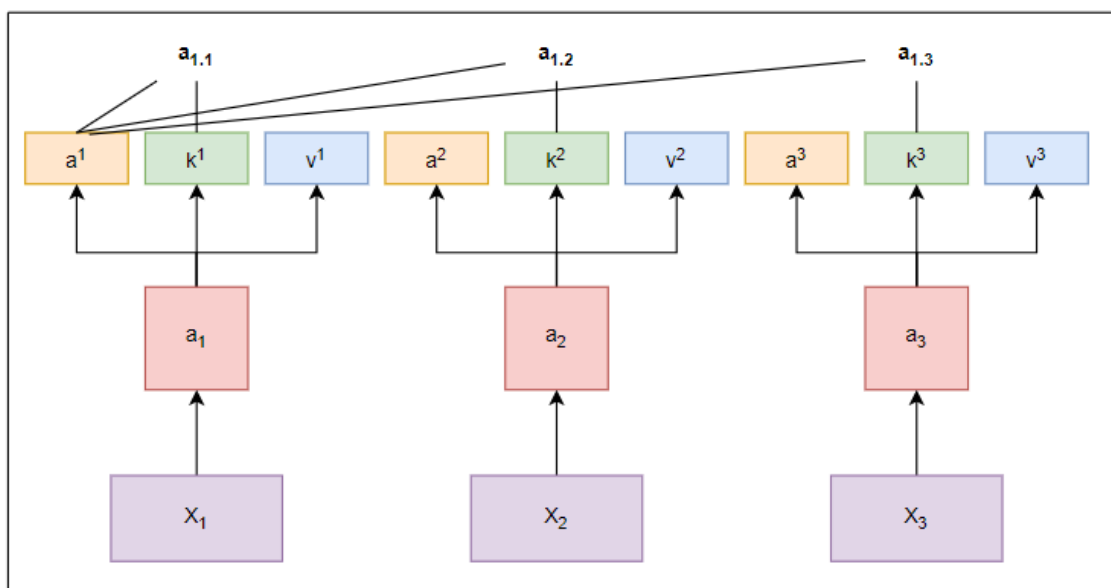 a1.1 a1.2 a1.3
a¹ k¹ v¹ a² k² v² a³ k³ v³
a₁ a₂ a₃
X₁ X₂ X₃